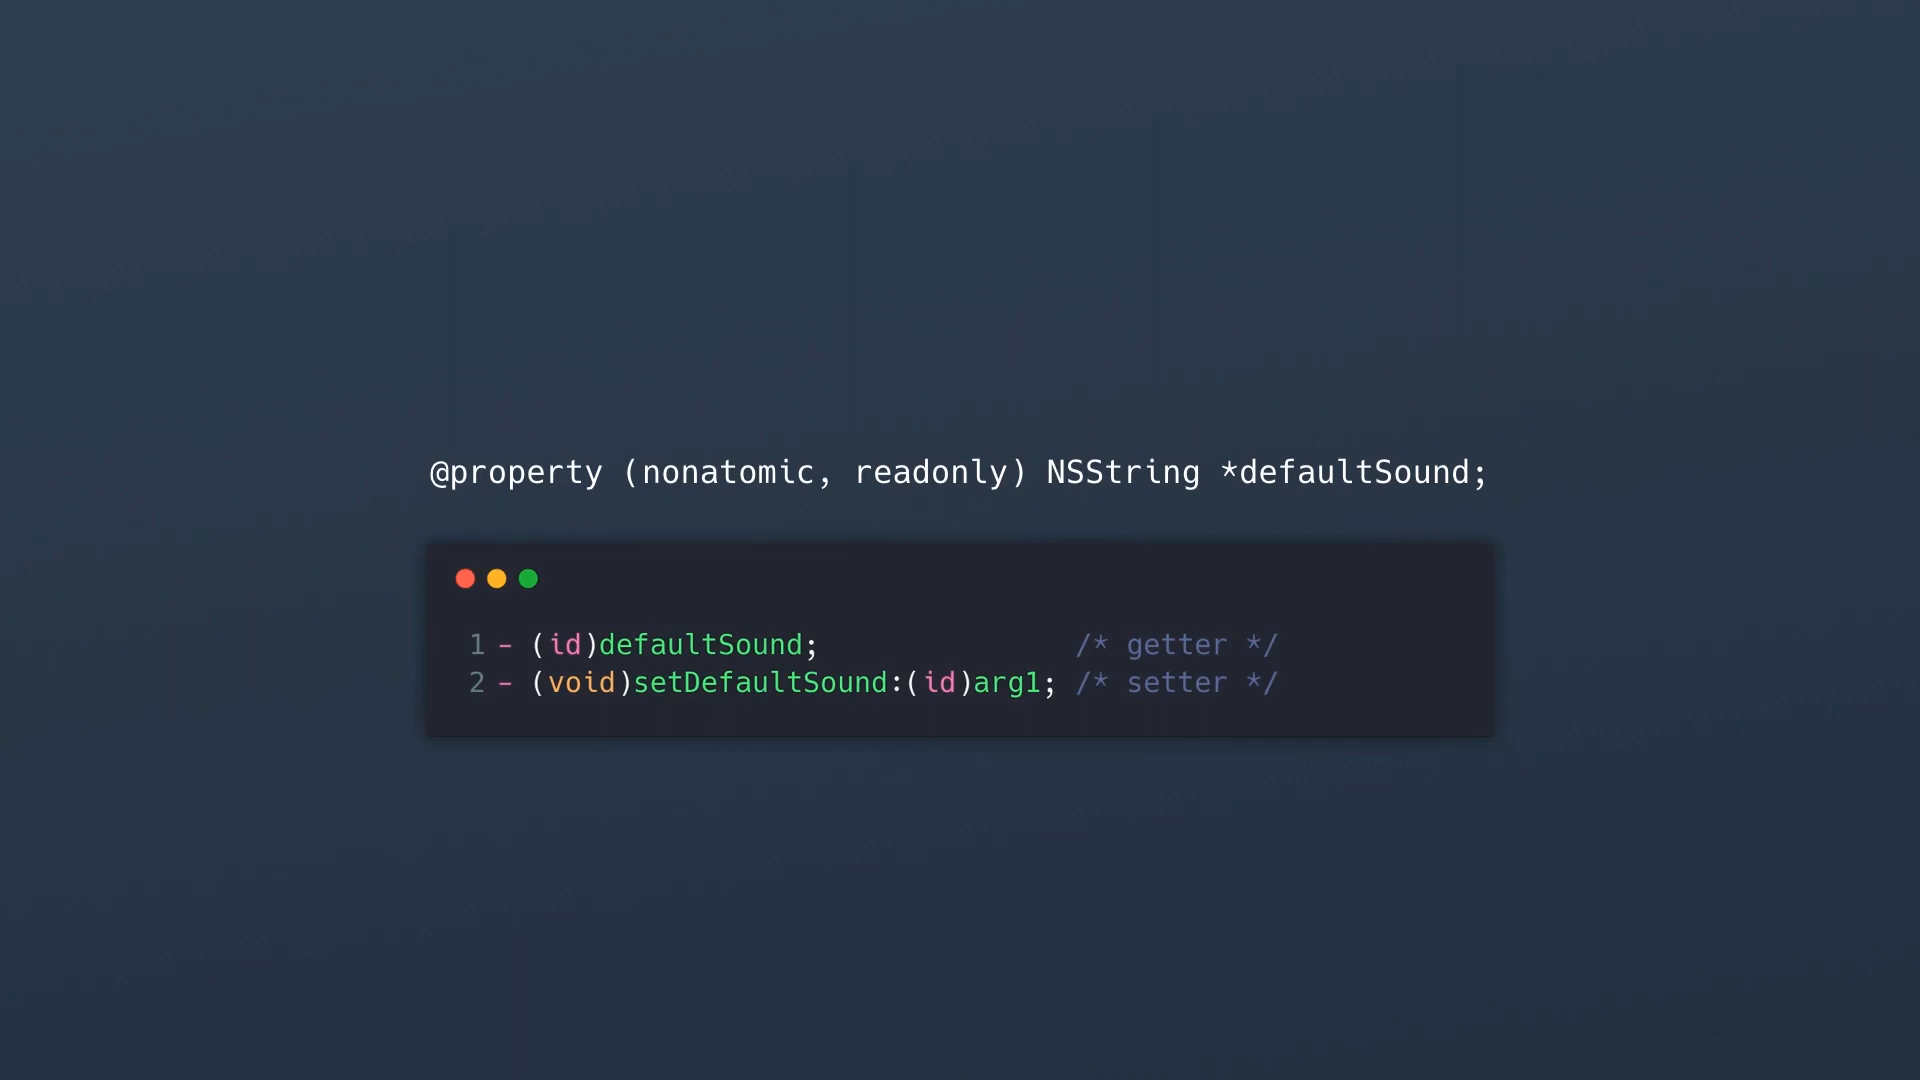 @property (nonatomic, readonly) NSString *defaultSound;
1 - (id)defaultSound; /* getter */
2 - (void)setDefaultSound:(id)arg1; /* setter */